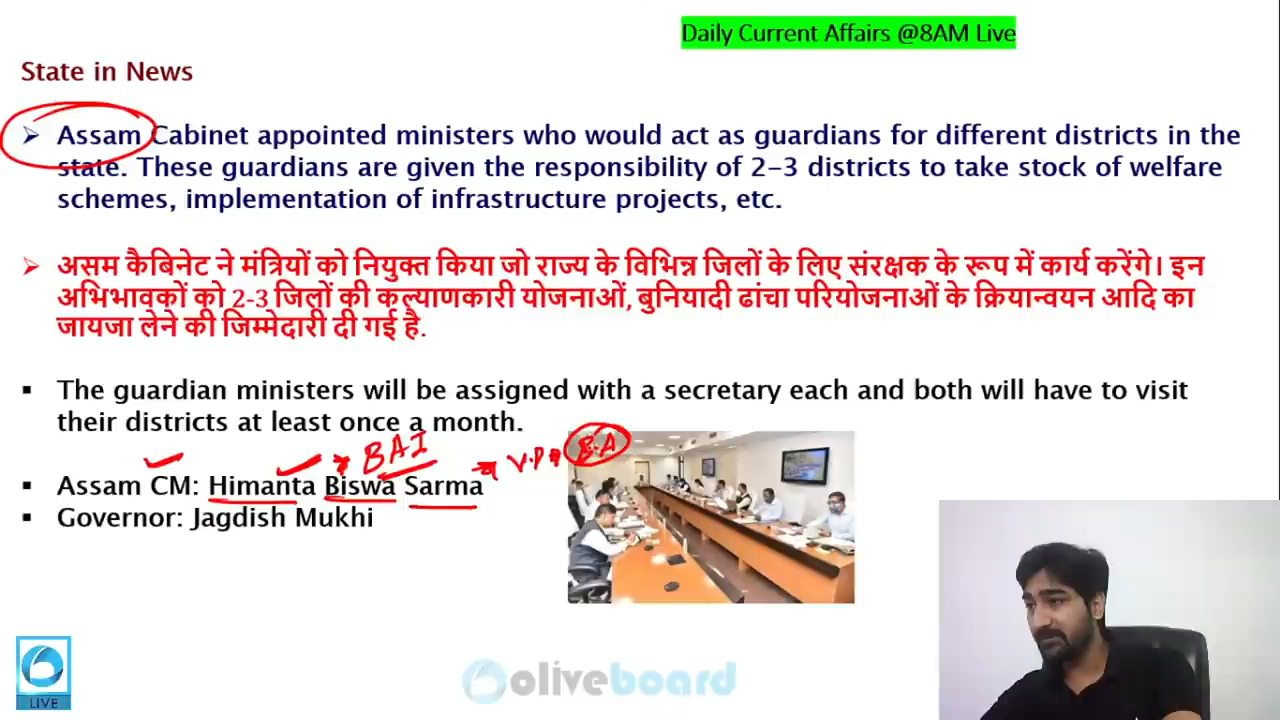 Daily Current Affairs @8AM Live
State in News
➢ Assam Cabinet appointed ministers who would act as guardians for different districts in the
state. These guardians are given the responsibility of 2-3 districts to take stock of welfare
schemes, implementation of infrastructure projects, etc.
➢ असम कैबिनेट ने मंत्रियों को नियुक्त किया जो राज्य के विभिन्न जिलों के लिए संरक्षक के रूप में कार्य करेंगे। इन
अभिभावकों को 2-3 जिलों की कल्याणकारी योजनाओं, बुनियादी ढांचा परियोजनाओं के क्रियान्वयन आदि का
जायजा लेने की जिम्मेदारी दी गई है.
▪ The guardian ministers will be assigned with a secretary each and both will have to visit
their districts at least once a month.
BAI V.P B.A
▪ Assam CM: Himanta Biswa Sarma
▪ Governor: Jagdish Mukhi
LIVE
oliveboard